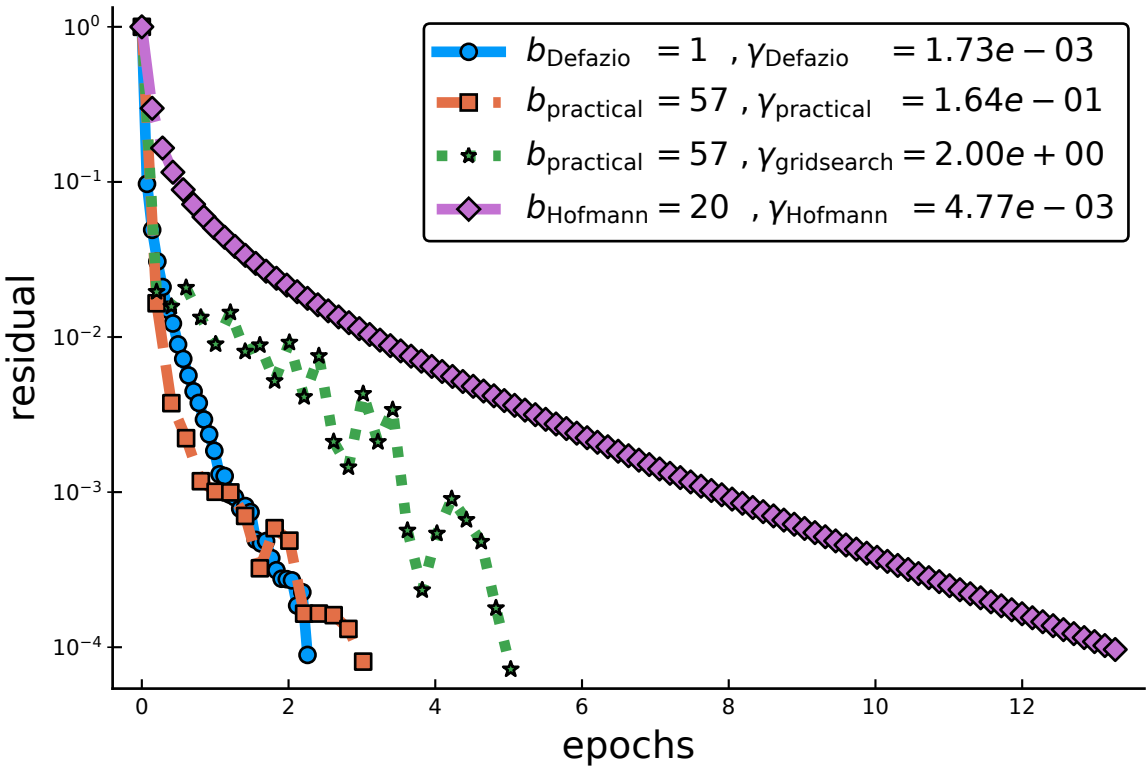 10⁰
10⁻¹
10⁻²
10⁻³
10⁻⁴
residual
b_Defazio = 1 , γ_Defazio = 1.73e − 03
b_practical = 57 , γ_practical = 1.64e − 01
b_practical = 57 , γ_gridsearch = 2.00e + 00
b_Hofmann = 20 , γ_Hofmann = 4.77e − 03
0 2 4 6 8 10 12
epochs